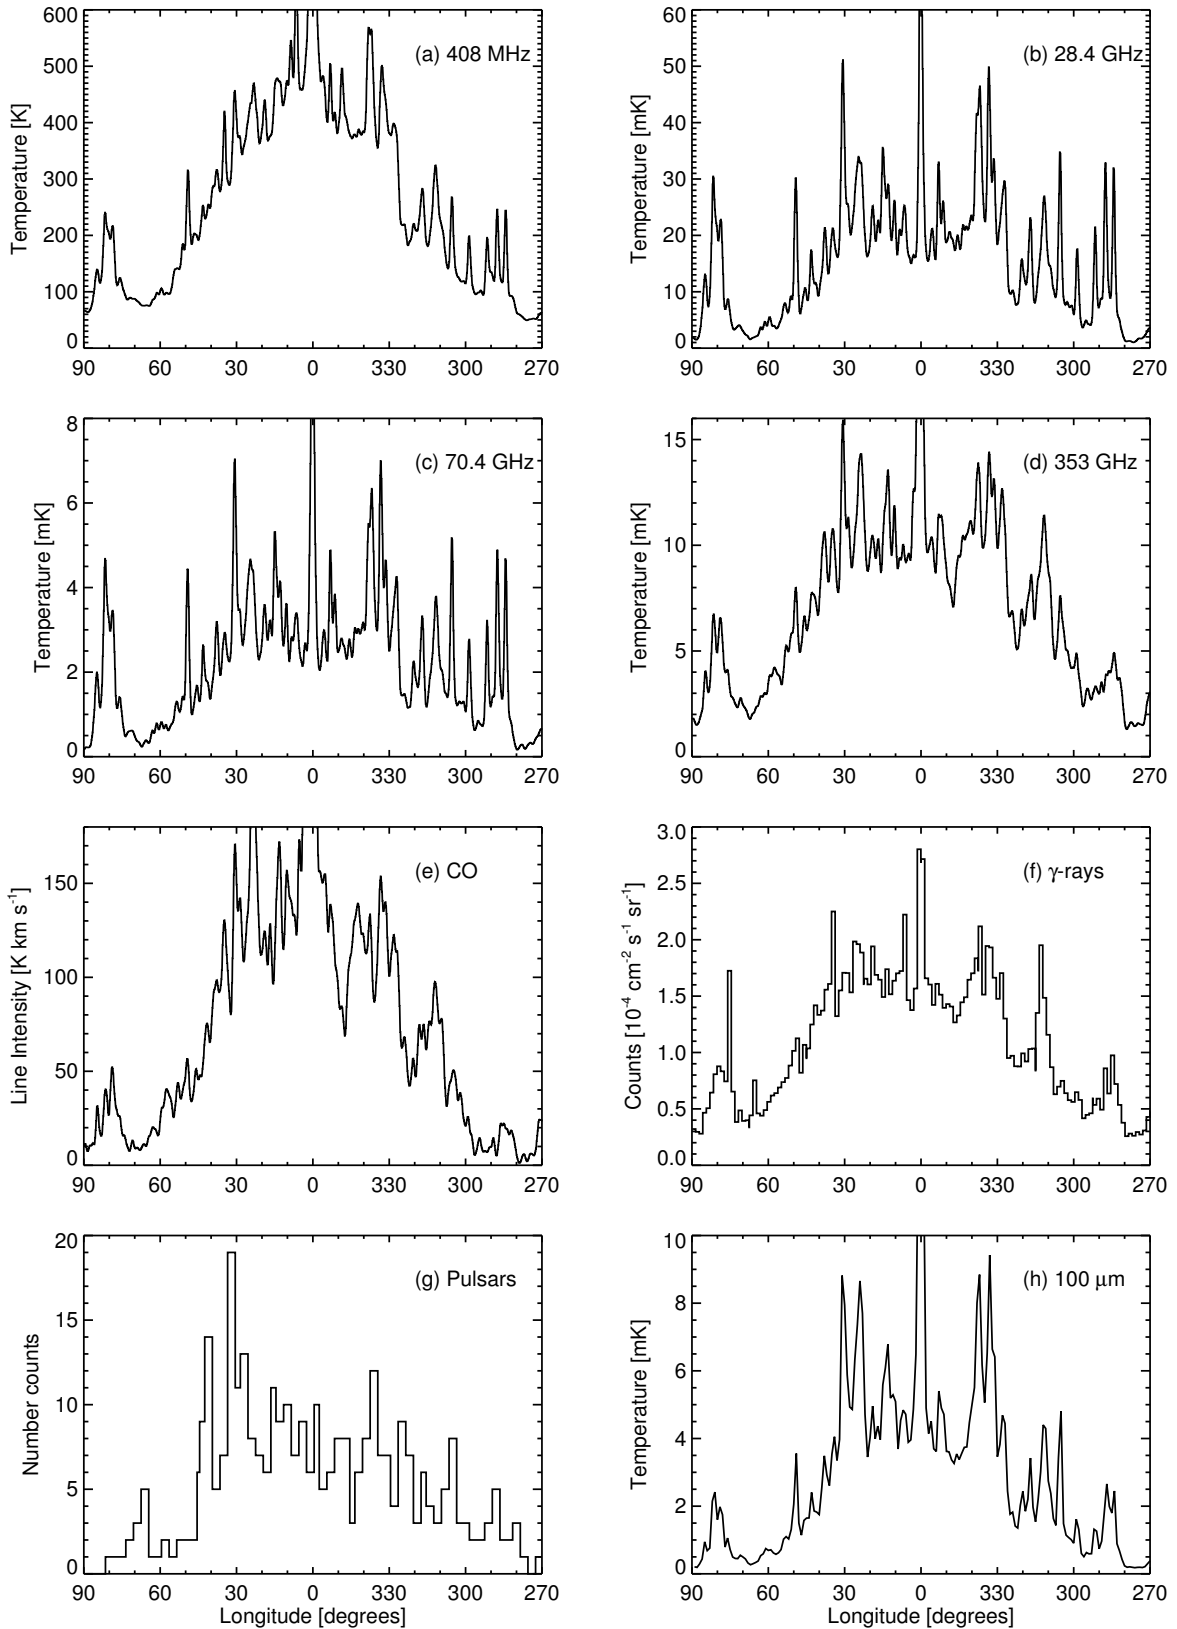 (a) 408 MHz
Temperature [K]
600
500
400
300
200
100
0
90 60 30 0 330 300 270
(b) 28.4 GHz
Temperature [mK]
60
50
40
30
20
10
0
90 60 30 0 330 300 270
(c) 70.4 GHz
Temperature [mK]
8
6
4
2
0
90 60 30 0 330 300 270
(d) 353 GHz
Temperature [mK]
15
10
5
0
90 60 30 0 330 300 270
(e) CO
Line Intensity [K km s-1]
150
100
50
0
90 60 30 0 330 300 270
(f) γ-rays
Counts [10-4 cm-2 s-1 sr-1]
3.0
2.5
2.0
1.5
1.0
0.5
0.0
90 60 30 0 330 300 270
(g) Pulsars
Number counts
20
15
10
5
0
90 60 30 0 330 300 270
Longitude [degrees]
(h) 100 μm
Temperature [mK]
10
8
6
4
2
0
90 60 30 0 330 300 270
Longitude [degrees]